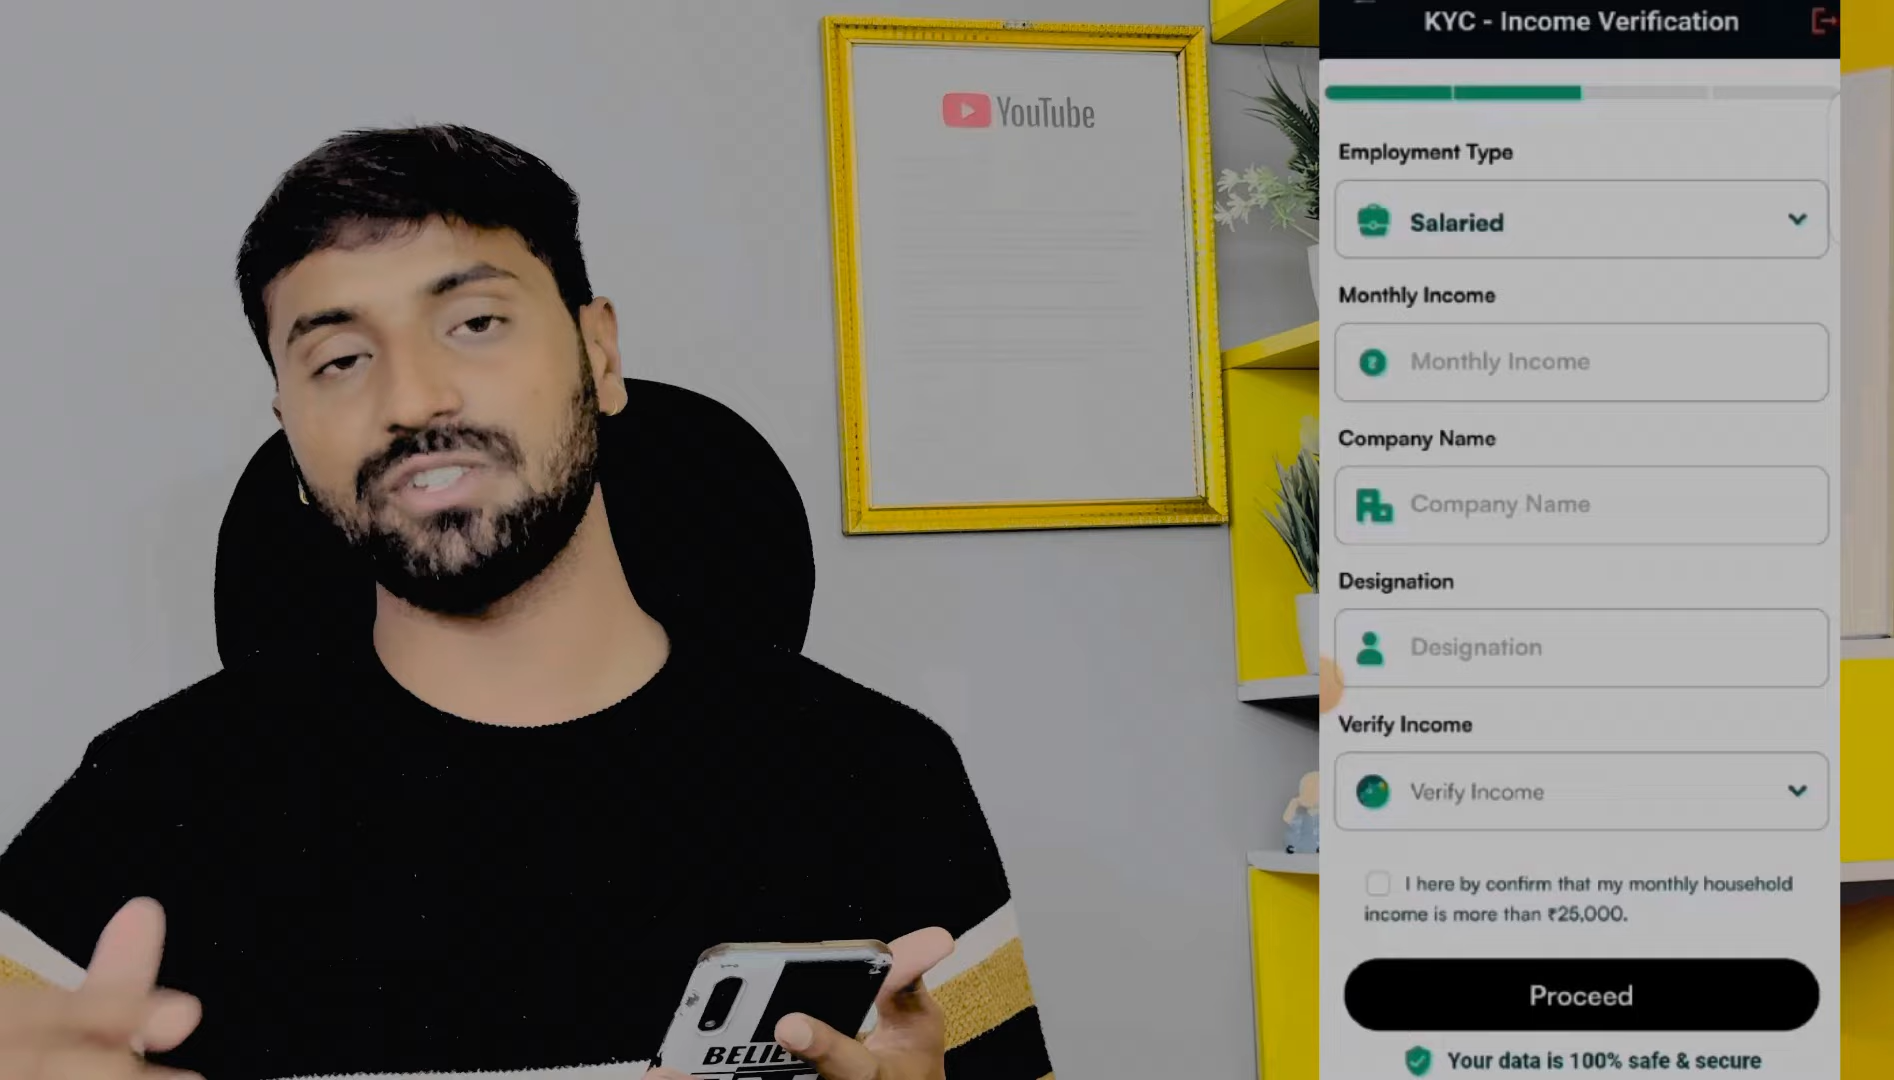 YouTube
BELIE
KYC - Income Verification
Employment Type
Salaried
Monthly Income
Monthly Income
Company Name
Company Name
Designation
Designation
Verify Income
Verify Income
I here by confirm that my monthly household
income is more than ₹25,000.
Proceed
Your data is 100% safe & secure